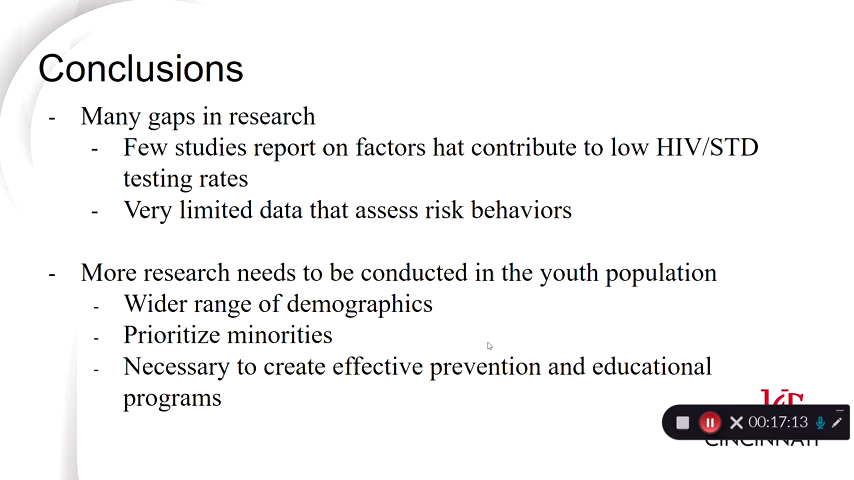 Conclusions
- Many gaps in research
- Few studies report on factors hat contribute to low HIV/STD
testing rates
- Very limited data that assess risk behaviors
- More research needs to be conducted in the youth population
- Wider range of demographics
- Prioritize minorities
- Necessary to create effective prevention and educational
programs
00:17:13
CINCINNATI